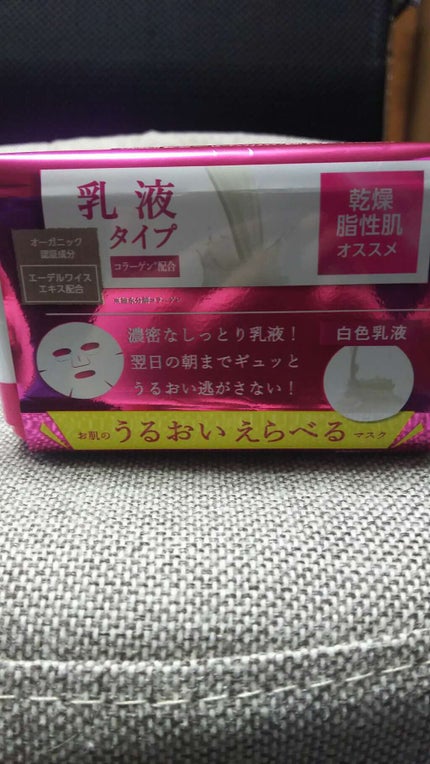 乳液
タイプ
コラーゲン*配合
乾燥
脂性肌
オススメ
オーガニック
認証成分
エーデルワイス
エキス配合
濃密なしっとり乳液!
翌日の朝までギュッと
うるおい逃がさない!
白色乳液
お肌の うるおい えらべる マスク